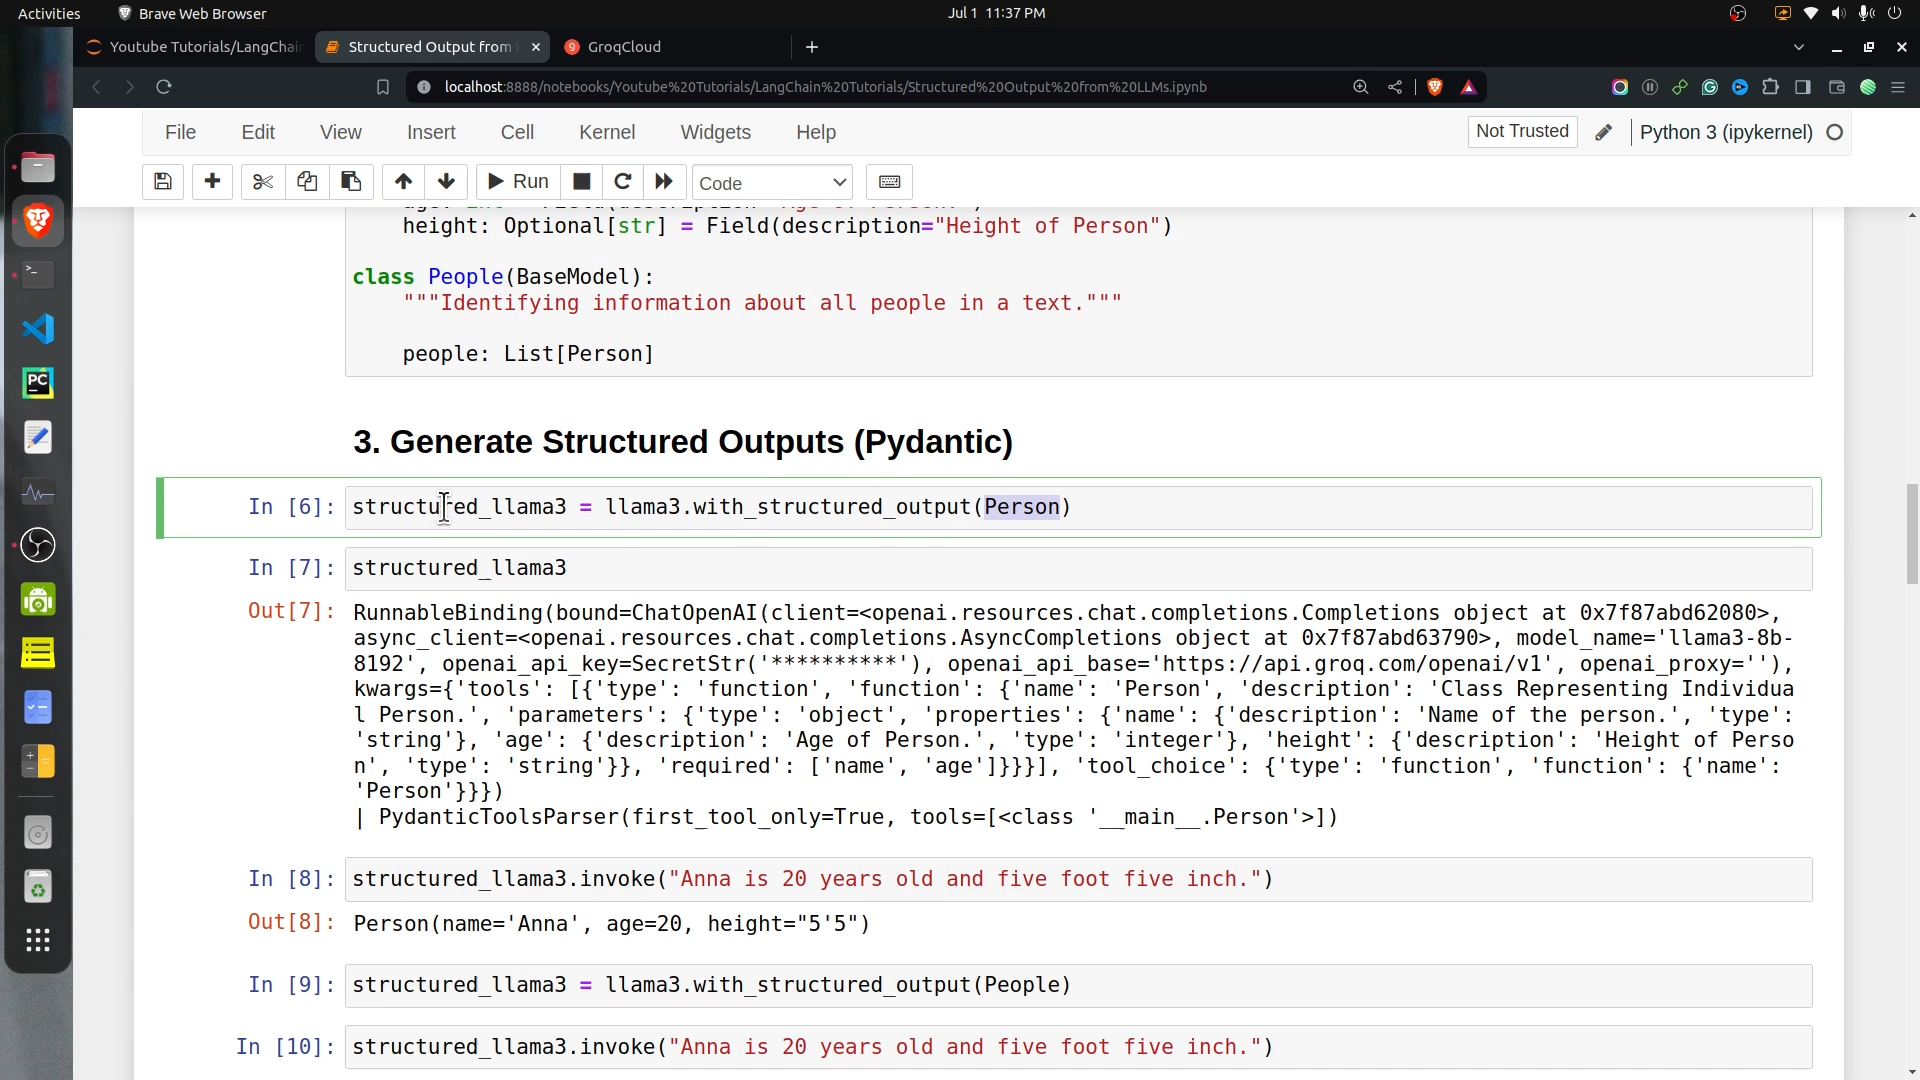 Activities
Brave Web Browser
Jul 1 11:37 PM
Youtube Tutorials/LangChain
Structured Output from
GroqCloud
localhost:8888/notebooks/Youtube%20Tutorials/LangChain%20Tutorials/Structured%20Output%20from%20LLMs.ipynb
File Edit View Insert Cell Kernel Widgets Help
Not Trusted
Python 3 (ipykernel)
Run
Code
height: Optional[str] = Field(description="Height of Person")
class People(BaseModel):
"""Identifying information about all people in a text."""
people: List[Person]
3. Generate Structured Outputs (Pydantic)
In [6]: structured_llama3 = llama3.with_structured_output(Person)
In [7]: structured_llama3
Out[7]: RunnableBinding(bound=ChatOpenAI(client=<openai.resources.chat.completions.Completions object at 0x7f87abd62080>,
async_client=<openai.resources.chat.completions.AsyncCompletions object at 0x7f87abd63790>, model_name='llama3-8b-
8192', openai_api_key=SecretStr('**********'), openai_api_base='https://api.groq.com/openai/v1', openai_proxy=''),
kwargs={'tools': [{'type': 'function', 'function': {'name': 'Person', 'description': 'Class Representing Individua
l Person.', 'parameters': {'type': 'object', 'properties': {'name': {'description': 'Name of the person.', 'type':
'string'}, 'age': {'description': 'Age of Person.', 'type': 'integer'}, 'height': {'description': 'Height of Perso
n', 'type': 'string'}}, 'required': ['name', 'age']}}}], 'tool_choice': {'type': 'function', 'function': {'name':
'Person'}}})
| PydanticToolsParser(first_tool_only=True, tools=[<class '__main__.Person'>])
In [8]: structured_llama3.invoke("Anna is 20 years old and five foot five inch.")
Out[8]: Person(name='Anna', age=20, height="5'5")
In [9]: structured_llama3 = llama3.with_structured_output(People)
In [10]: structured_llama3.invoke("Anna is 20 years old and five foot five inch.")